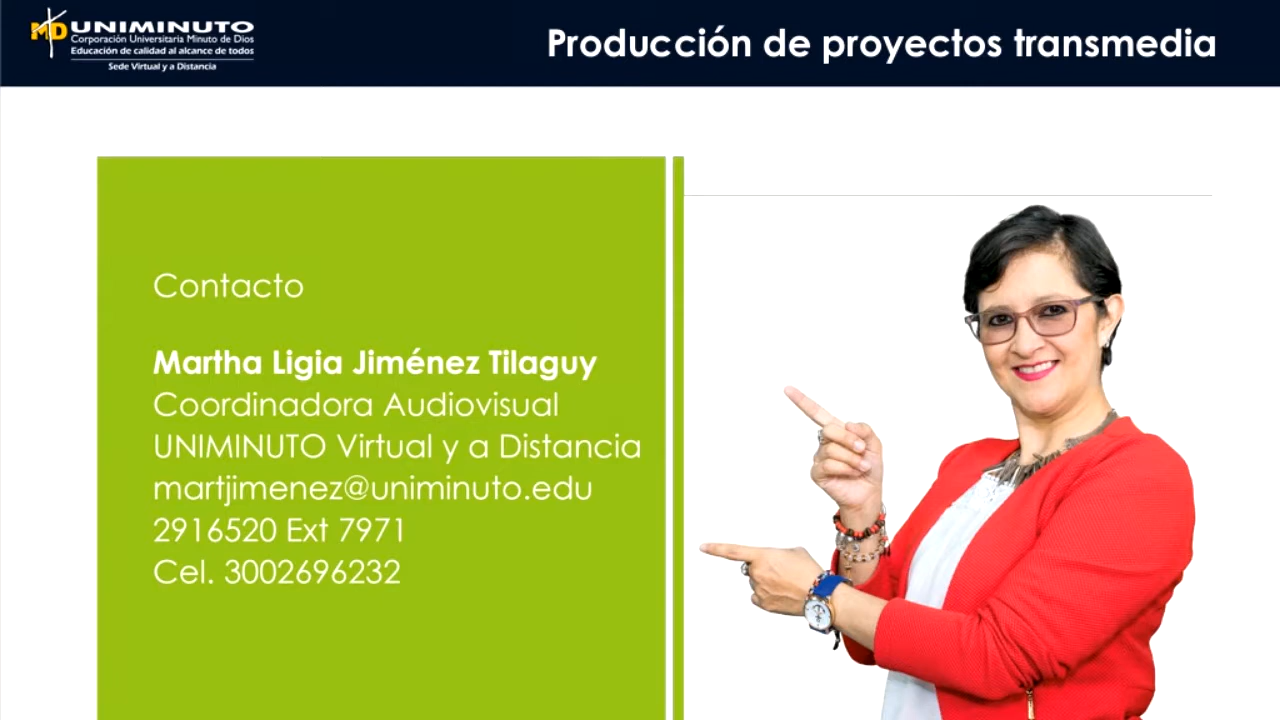 MD UNIMINUTO
Corporación Universitaria Minuto de Dios
Educación de calidad al alcance de todos
Sede Virtual y a Distancia
Producción de proyectos transmedia
Contacto
Martha Ligia Jiménez Tilaguy
Coordinadora Audiovisual
UNIMINUTO Virtual y a Distancia
martjimenez@uniminuto.edu
2916520 Ext 7971
Cel. 3002696232